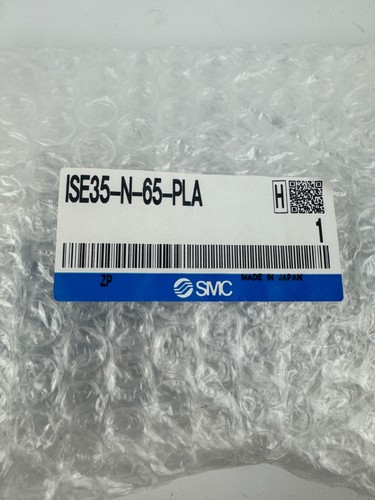 ISE35-N-65-PLA
H
1
ZP
SMC
MADE IN JAPAN